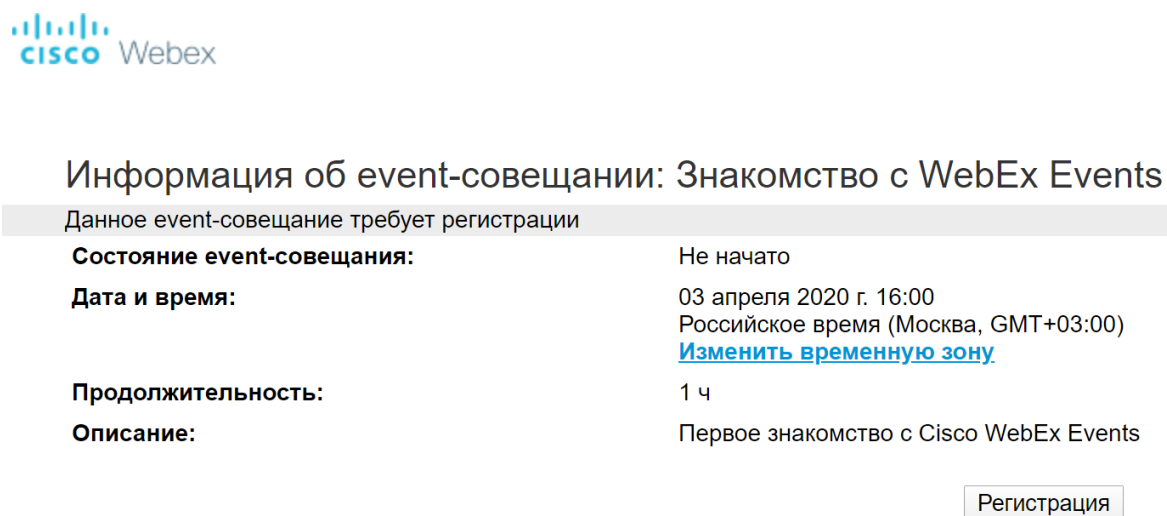 cisco Webex
Информация об event-совещании: Знакомство с WebEx Events
Данное event-совещание требует регистрации
Состояние event-совещания: Не начато
Дата и время: 03 апреля 2020 г. 16:00
Российское время (Москва, GMT+03:00)
Изменить временную зону
Продолжительность: 1 ч
Описание: Первое знакомство с Cisco WebEx Events
Регистрация